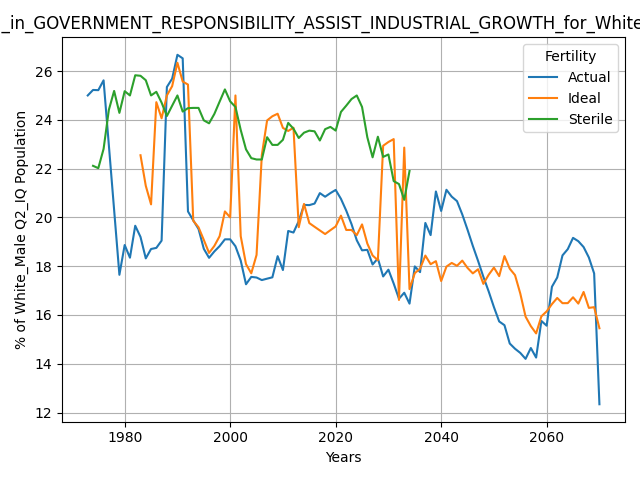 _in_GOVERNMENT_RESPONSIBILITY_ASSIST_INDUSTRIAL_GROWTH_for_White
Fertility
Actual
Ideal
Sterile
% of White_Male Q2_IQ Population
26
24
22
20
18
16
14
12
1980 2000 2020 2040 2060
Years